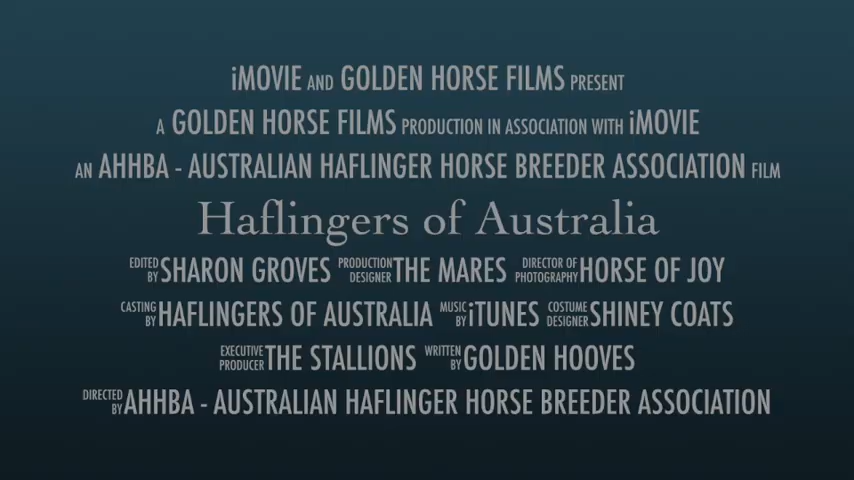 iMOVIE AND GOLDEN HORSE FILMS PRESENT
A GOLDEN HORSE FILMS PRODUCTION IN ASSOCIATION WITH iMOVIE
AN AHHBA - AUSTRALIAN HAFLINGER HORSE BREEDER ASSOCIATION FILM
Haflingers of Australia
EDITED BY SHARON GROVES PRODUCTION DESIGNER THE MARES DIRECTOR OF PHOTOGRAPHY HORSE OF JOY
CASTING BY HAFLINGERS OF AUSTRALIA MUSIC BY iTUNES COSTUME DESIGNER SHINEY COATS
EXECUTIVE PRODUCER THE STALLIONS WRITTEN BY GOLDEN HOOVES
DIRECTED BY AHHBA - AUSTRALIAN HAFLINGER HORSE BREEDER ASSOCIATION